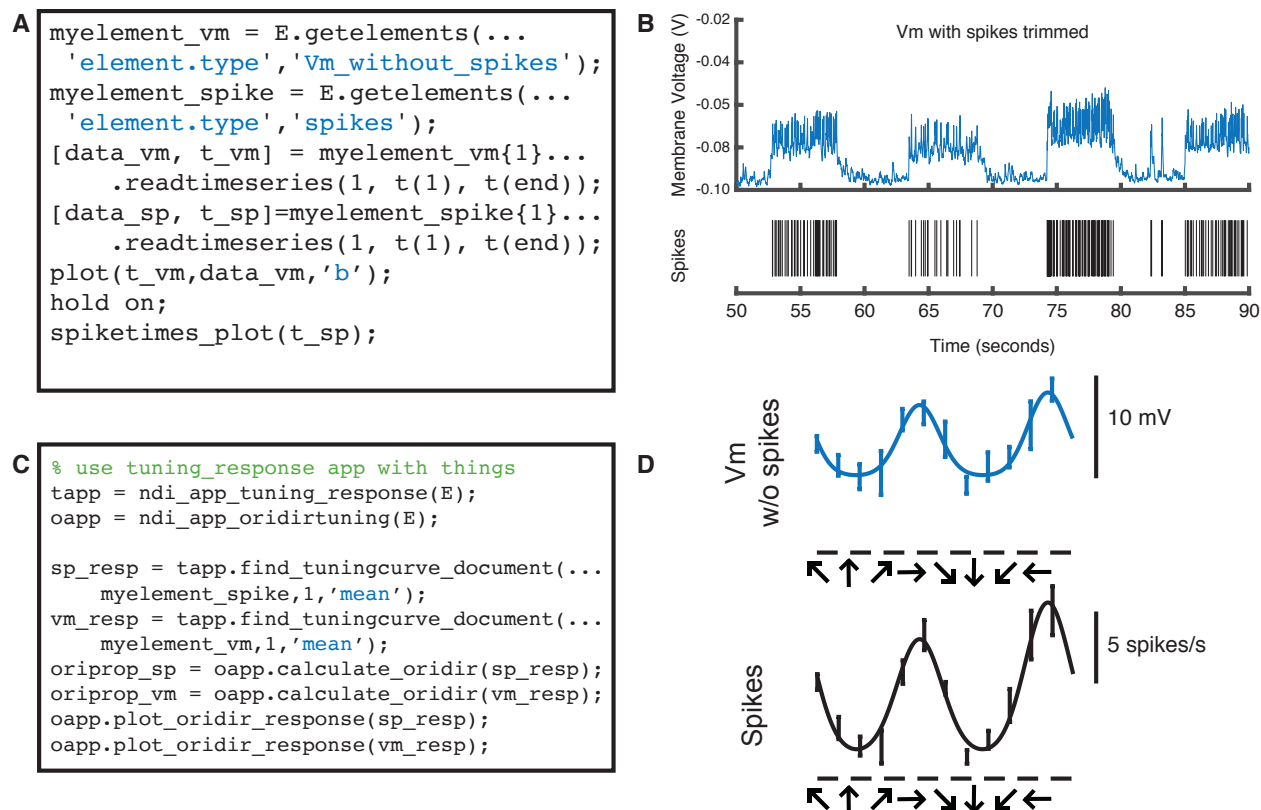 A
myelement_vm = E.getelements(...
'element.type','Vm_without_spikes');
myelement_spike = E.getelements(...
'element.type','spikes');
[data_vm, t_vm] = myelement_vm{1}...
.readtimeseries(1, t(1), t(end));
[data_sp, t_sp]=myelement_spike{1}...
.readtimeseries(1, t(1), t(end));
plot(t_vm,data_vm,’b’);
hold on;
spiketimes_plot(t_sp);
B
Vm with spikes trimmed
Membrane Voltage (V)
-0.02
-0.04
-0.05
-0.08
-0.10
Spikes
50 55 60 65 70 75 80 85 90
Time (seconds)
C
% use tuning_response app with things
tapp = ndi_app_tuning_response(E);
oapp = ndi_app_oridirtuning(E);
sp_resp = tapp.find_tuningcurve_document(...
myelement_spike,1,’mean’);
vm_resp = tapp.find_tuningcurve_document(...
myelement_vm,1,’mean’);
oriprop_sp = oapp.calculate_oridir(sp_resp);
oriprop_vm = oapp.calculate_oridir(vm_resp);
oapp.plot_oridir_response(sp_resp);
oapp.plot_oridir_response(vm_resp);
D
Vm
w/o spikes
10 mV
Spikes
5 spikes/s